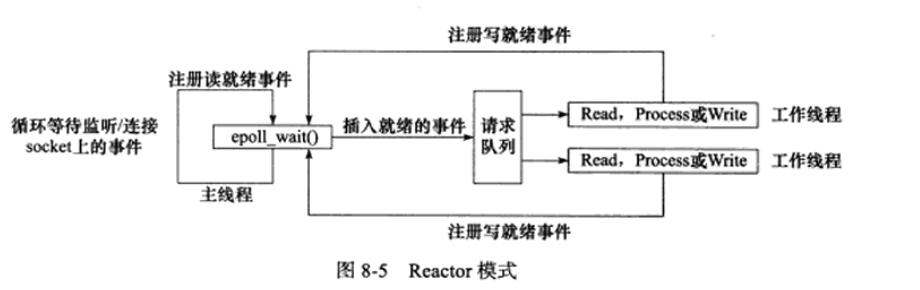 注册写就绪事件
注册读就绪事件
循环等待监听/连接
socket上的事件
epoll_wait()
插入就绪的事件
请求
队列
Read，Process或Write
工作线程
Read，Process或Write
工作线程
主线程
注册写就绪事件
图 8-5 Reactor 模式